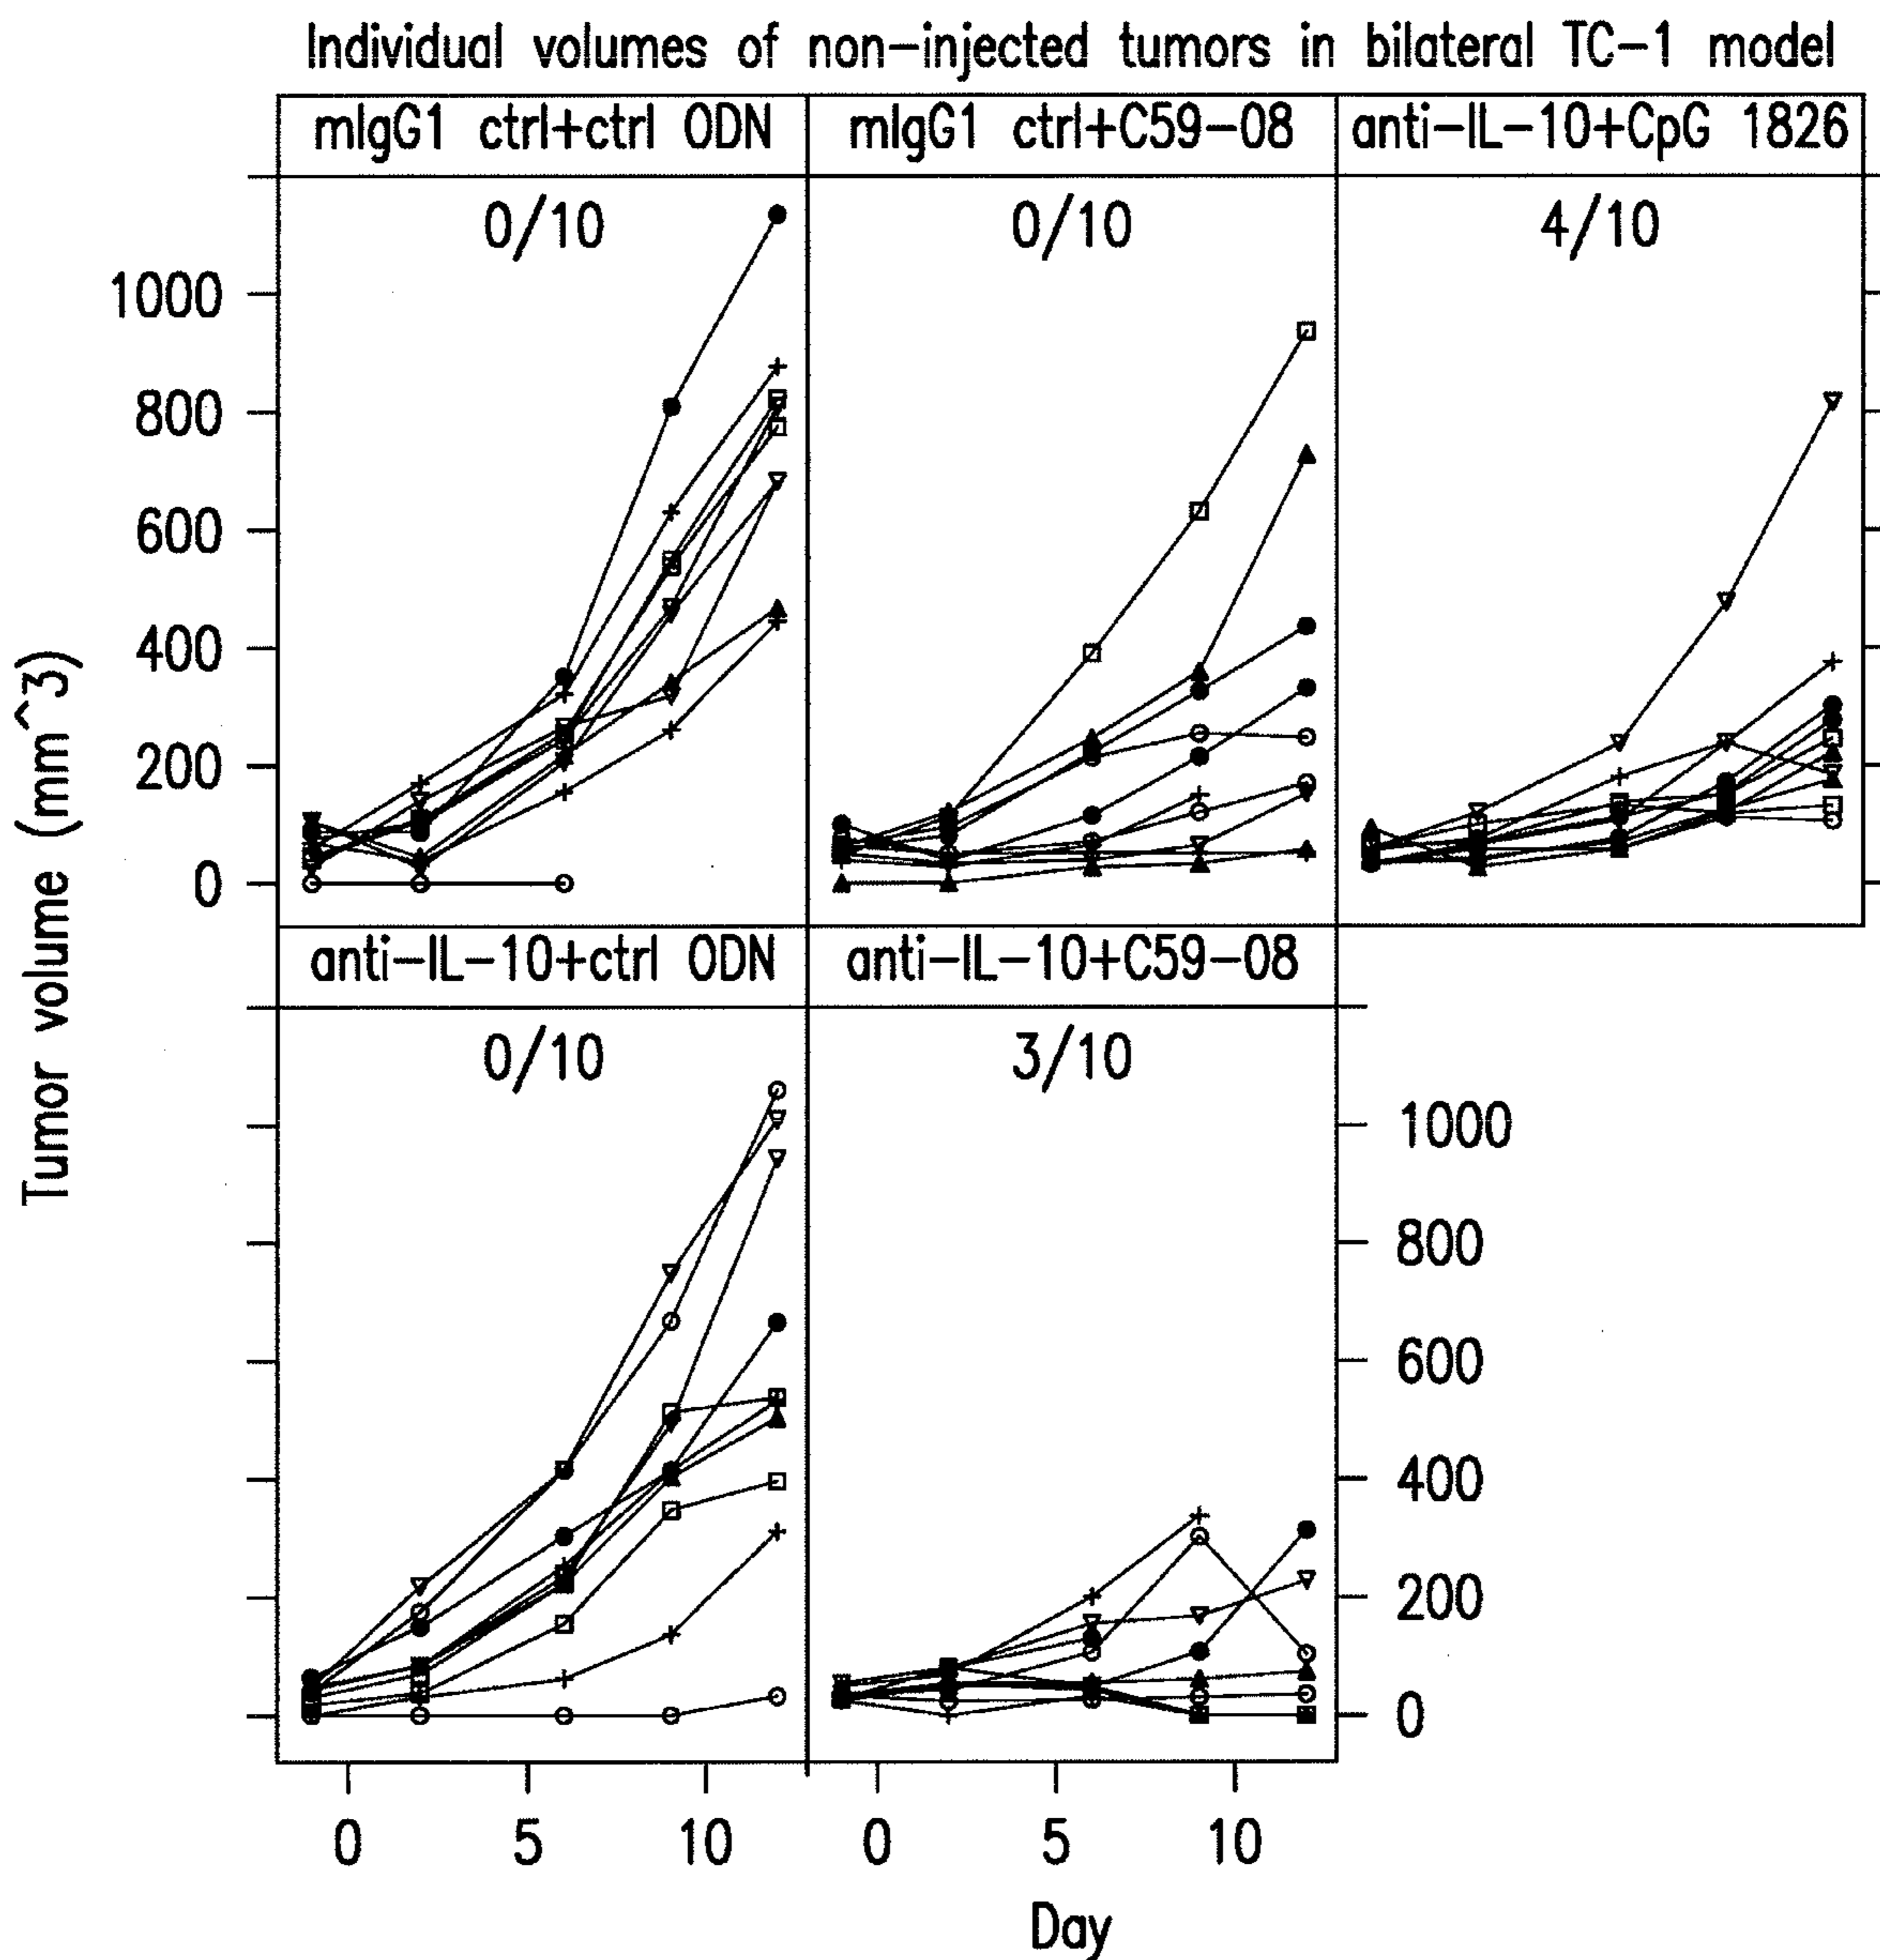 Individual volumes of non-injected tumors in bilateral TC-1 model
mIgG1 ctrl+ctrl ODN
mIgG1 ctrl+C59-08
anti-IL-10+CpG 1826
0/10
0/10
4/10
1000
800
600
400
200
0
Tumor volume (mm^3)
anti-IL-10+ctrl ODN
anti-IL-10+C59-08
0/10
3/10
1000
800
600
400
200
0
0 5 10
0 5 10
Day